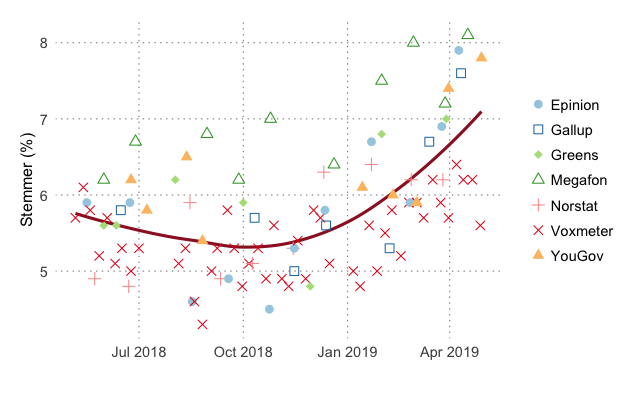 Stemmer (%)
8
7
6
5
Jul 2018
Oct 2018
Jan 2019
Apr 2019
Epinion
Gallup
Greens
Megafon
Norstat
Voxmeter
YouGov